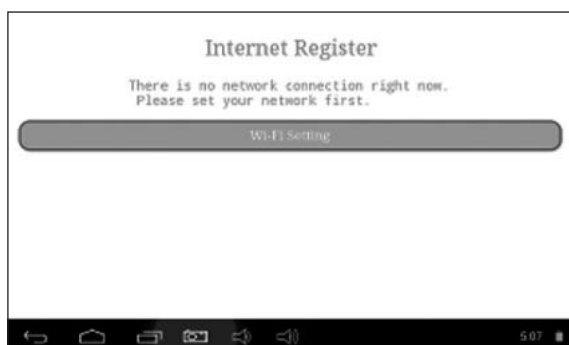 Internet Register
There is no network connection right now.
Please set your network first.
Wi-Fi Setting
5:07